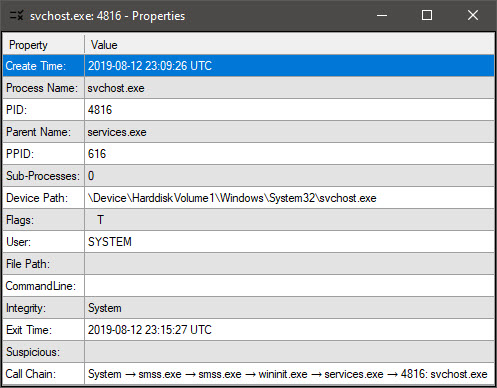 svchost.exe: 4816 - Properties
Property Value
Create Time: 2019-08-12 23:09:26 UTC
Process Name: svchost.exe
PID: 4816
Parent Name: services.exe
PPID: 616
Sub-Processes: 0
Device Path: \Device\HarddiskVolume1\Windows\System32\svchost.exe
Flags: T
User: SYSTEM
File Path:
CommandLine:
Integrity: System
Exit Time: 2019-08-12 23:15:27 UTC
Suspicious:
Call Chain: System → smss.exe → smss.exe → wininit.exe → services.exe → 4816: svchost.exe